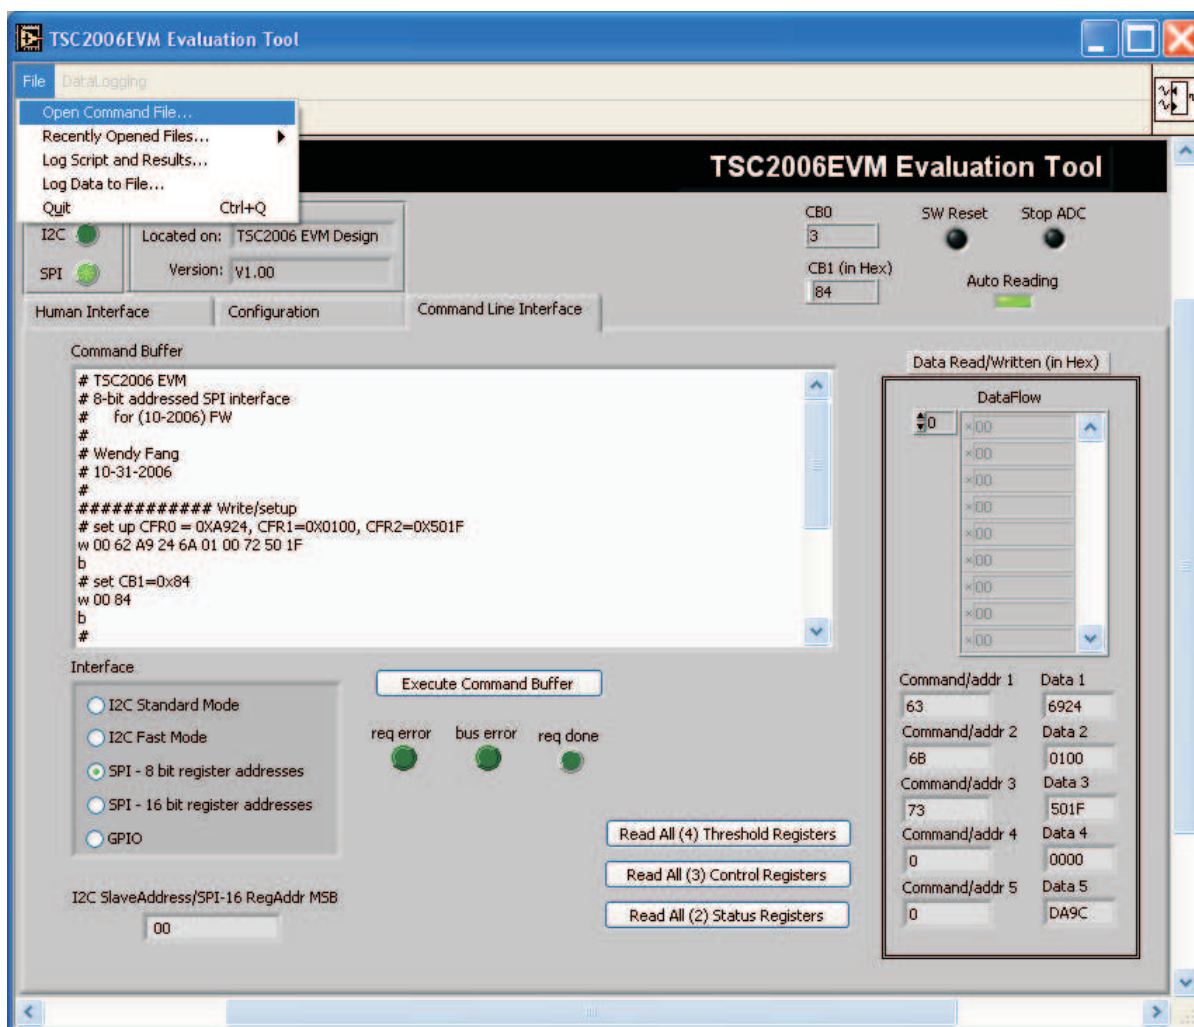 TSC2006EVM Evaluation Tool
File DataLogging
Open Command File...
Recently Opened Files...
Log Script and Results...
Log Data to File...
Quit Ctrl+Q
TSC2006EVM Evaluation Tool
I2C
SPI
Located on: TSC2006 EVM Design
Version: V1.00
CB0
3
CB1 (in Hex)
84
SW Reset Stop ADC
Auto Reading
Human Interface Configuration Command Line Interface
Command Buffer
# TSC2006 EVM
# 8-bit addressed SPI interface
# for (10-2006) FW
#
# Wendy Fang
# 10-31-2006
#
############ Write/setup
# set up CFR0 = 0XA924, CFR1=0X0100, CFR2=0X501F
w 00 62 A9 24 6A 01 00 72 50 1F
b
# set CB1=0x84
w 00 84
b
#
Interface
I2C Standard Mode
I2C Fast Mode
SPI - 8 bit register addresses
SPI - 16 bit register addresses
GPIO
I2C SlaveAddress/SPI-16 RegAddr MSB
00
Execute Command Buffer
req error bus error req done
Read All (4) Threshold Registers
Read All (3) Control Registers
Read All (2) Status Registers
Data Read/Written (in Hex)
DataFlow
0 ×00
×00
×00
×00
×00
×00
×00
×00
×00
Command/addr 1 Data 1
63 6924
Command/addr 2 Data 2
6B 0100
Command/addr 3 Data 3
73 501F
Command/addr 4 Data 4
0 0000
Command/addr 5 Data 5
0 DA9C